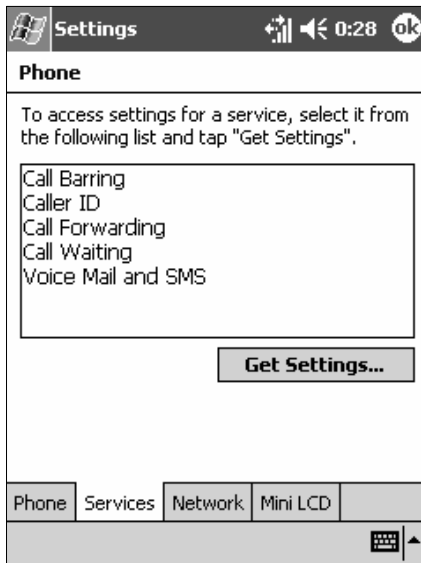 Settings 0:28 ok
Phone
To access settings for a service, select it from
the following list and tap "Get Settings".
Call Barring
Caller ID
Call Forwarding
Call Waiting
Voice Mail and SMS
Get Settings...
Phone Services Network Mini LCD